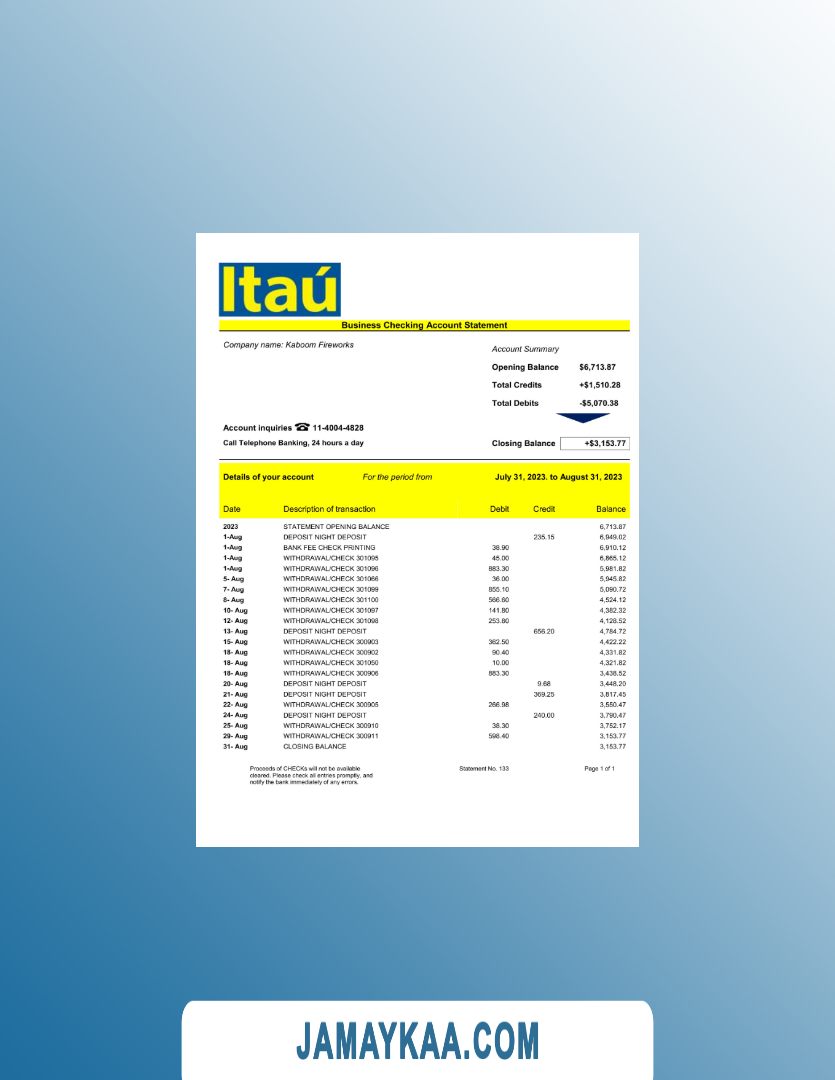 Itaú
Business Checking Account Statement
Company name: Kaboom Fireworks
Account Summary
Opening Balance $6,713.87
Total Credits +$1,510.28
Total Debits -$5,070.38
Account inquiries ☎ 11-4004-4828
Call Telephone Banking, 24 hours a day
Closing Balance +$3,153.77
Details of your account For the period from July 31, 2023. to August 31, 2023
Date Description of transaction Debit Credit Balance
2023 STATEMENT OPENING BALANCE 6,713.87
1-Aug DEPOSIT NIGHT DEPOSIT 235.15 6,949.02
1-Aug BANK FEE CHECK PRINTING 38.90 6,910.12
1-Aug WITHDRAWAL/CHECK 301095 45.00 6,865.12
1-Aug WITHDRAWAL/CHECK 301096 883.30 5,981.82
5- Aug WITHDRAWAL/CHECK 301066 36.00 5,945.82
7- Aug WITHDRAWAL/CHECK 301099 855.10 5,090.72
8- Aug WITHDRAWAL/CHECK 301100 566.60 4,524.12
10- Aug WITHDRAWAL/CHECK 301097 141.80 4,382.32
12- Aug WITHDRAWAL/CHECK 301098 253.80 4,128.52
13- Aug DEPOSIT NIGHT DEPOSIT 656.20 4,784.72
15- Aug WITHDRAWAL/CHECK 300903 362.50 4,422.22
18- Aug WITHDRAWAL/CHECK 300902 90.40 4,331.82
18- Aug WITHDRAWAL/CHECK 301050 10.00 4,321.82
18- Aug WITHDRAWAL/CHECK 300906 883.30 3,438.52
20- Aug DEPOSIT NIGHT DEPOSIT 9.68 3,448.20
21- Aug DEPOSIT NIGHT DEPOSIT 369.25 3,817.45
22- Aug WITHDRAWAL/CHECK 300905 266.98 3,550.47
24- Aug DEPOSIT NIGHT DEPOSIT 240.00 3,790.47
25- Aug WITHDRAWAL/CHECK 300910 38.30 3,752.17
29- Aug WITHDRAWAL/CHECK 300911 598.40 3,153.77
31- Aug CLOSING BALANCE 3,153.77
Proceeds of CHECKs will not be available
cleared. Please check all entries promptly, and
notify the bank immediately of any errors.
Statement No. 133
Page 1 of 1
JAMAYKAA.COM